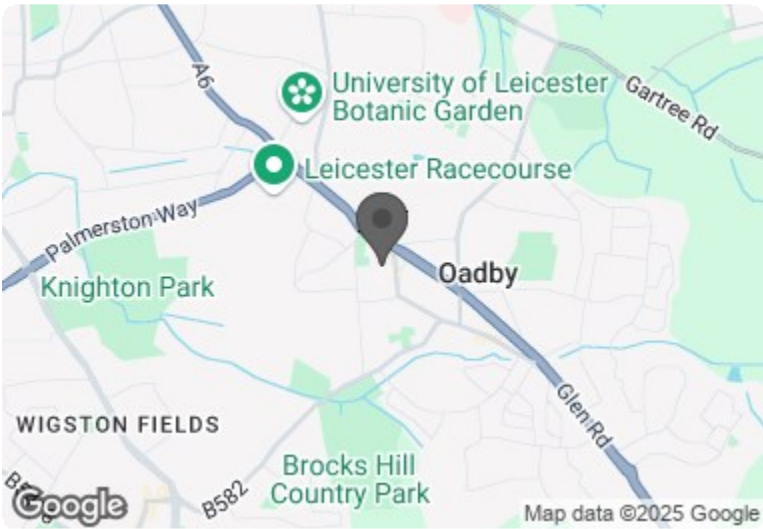 A6
University of Leicester
Botanic Garden
Gartree Rd
Leicester Racecourse
Palmerston Way
Knighton Park
Oadby
WIGSTON FIELDS
Glen Rd
Brocks Hill
Country Park
B582
Google
Map data ©2025 Google